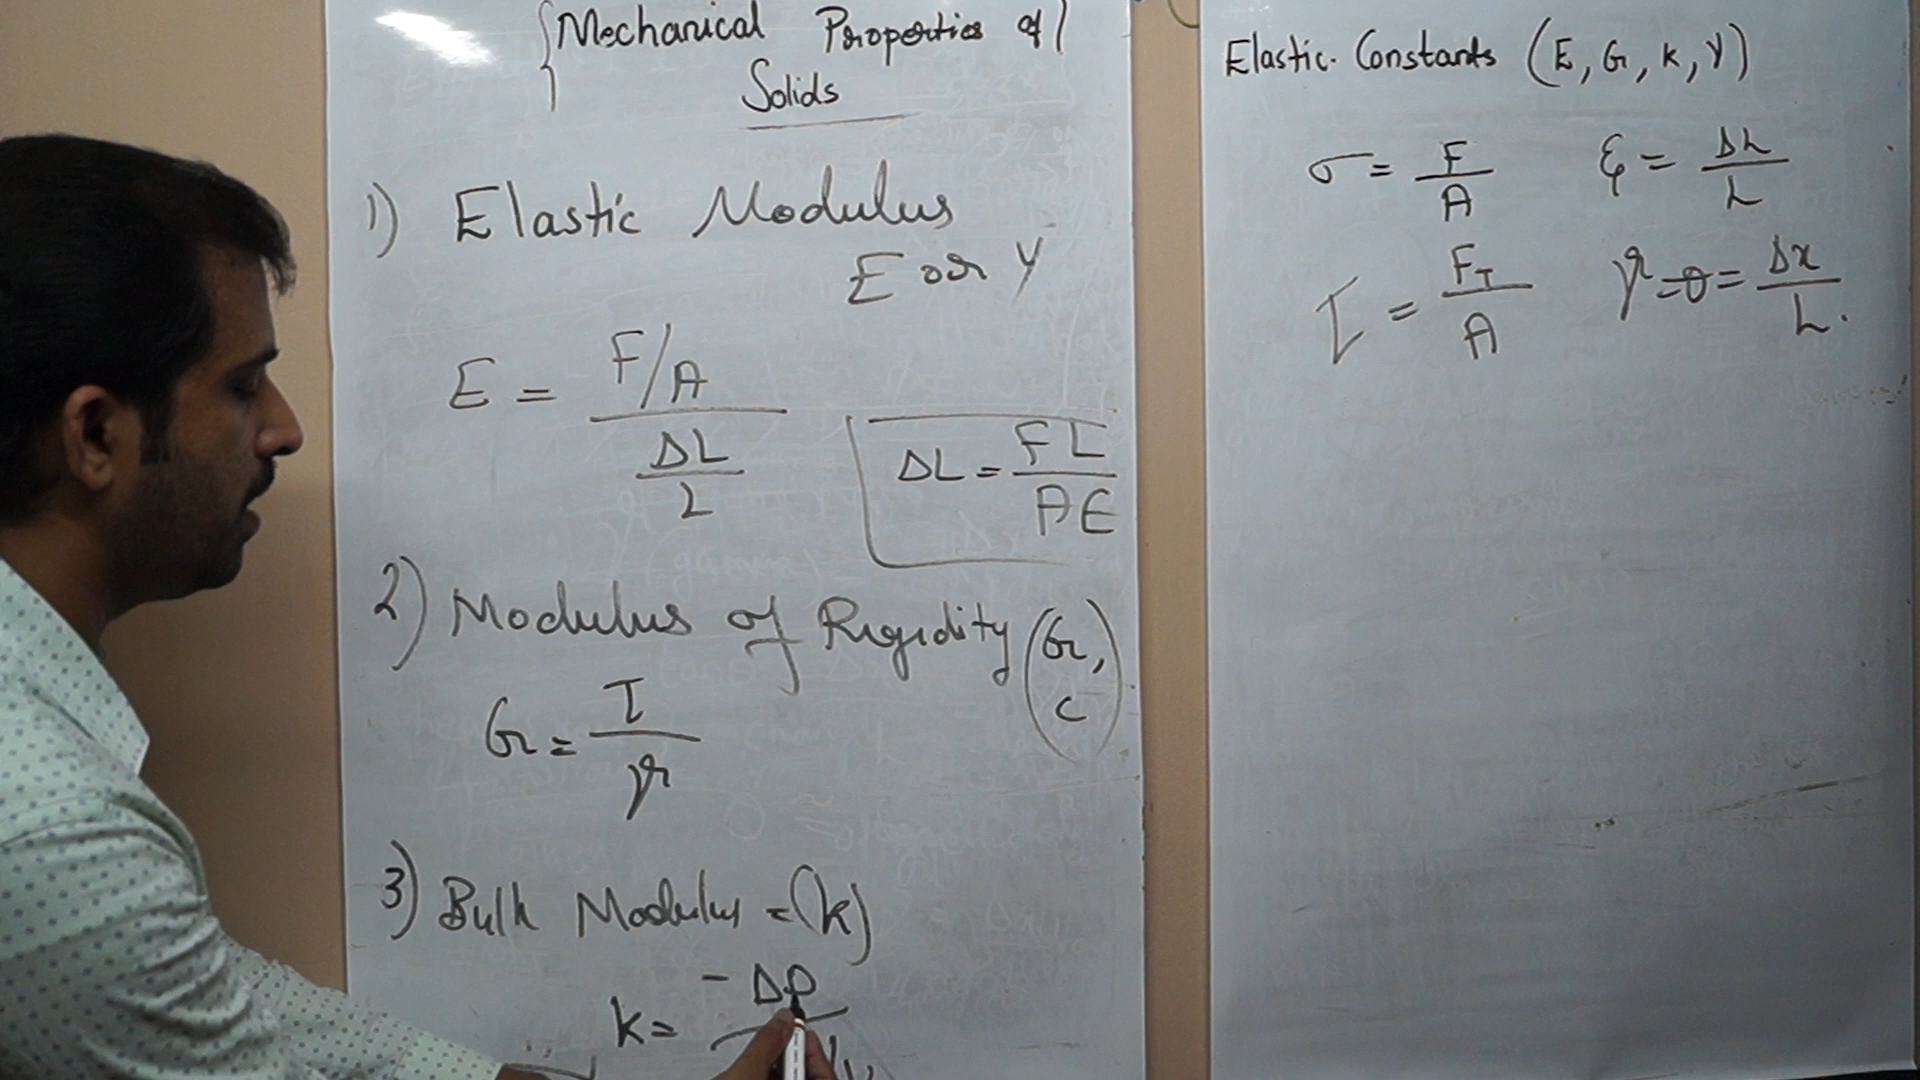 {Mechanical Properties of}
Solids
1) Elastic Modulus
E or Y
E = F/A
ΔL
L
ΔL = FL
AE
2) Modulus of Rigidity (G,
C)
G = τ
γ
3) Bulk Modulus = (k)
k = -ΔP
Elastic Constants (E, G, K, Y)
σ = F/A
ε = ΔL/L
τ = F_T/A
γ = θ = Δx/L.